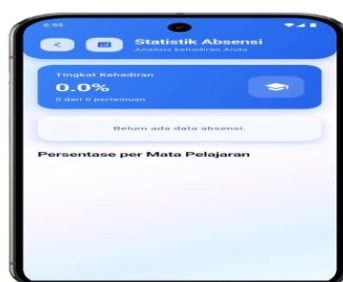 6:50
Statistik Absensi
Analisis Kehadiran Anda
Tingkat Kehadiran
0.0%
0 dari 0 pertemuan
Belum ada data absensi.
Persentase per Mata Pelajaran